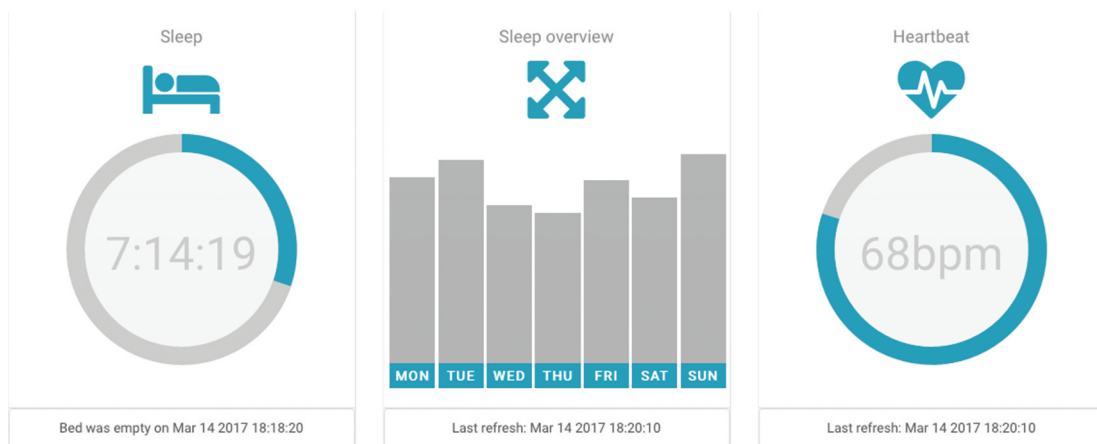 Sleep
7:14:19
Bed was empty on Mar 14 2017 18:18:20
Sleep overview
MON TUE WED THU FRI SAT SUN
Last refresh: Mar 14 2017 18:20:10
Heartbeat
68bpm
Last refresh: Mar 14 2017 18:20:10